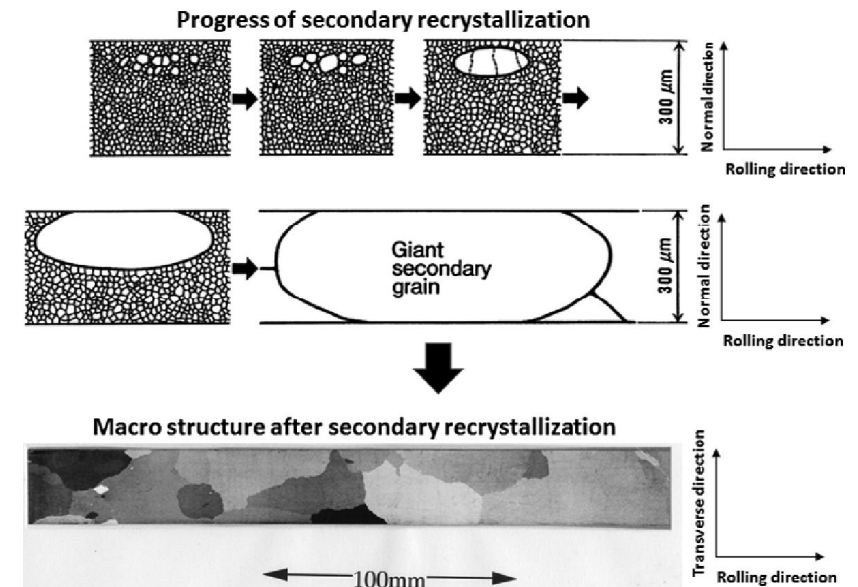 Progress of secondary recrystallization
300 μm
Normal direction
Rolling direction
Giant
secondary
grain
300 μm
Normal direction
Rolling direction
Macro structure after secondary recrystallization
Transverse direction
100mm
Rolling direction